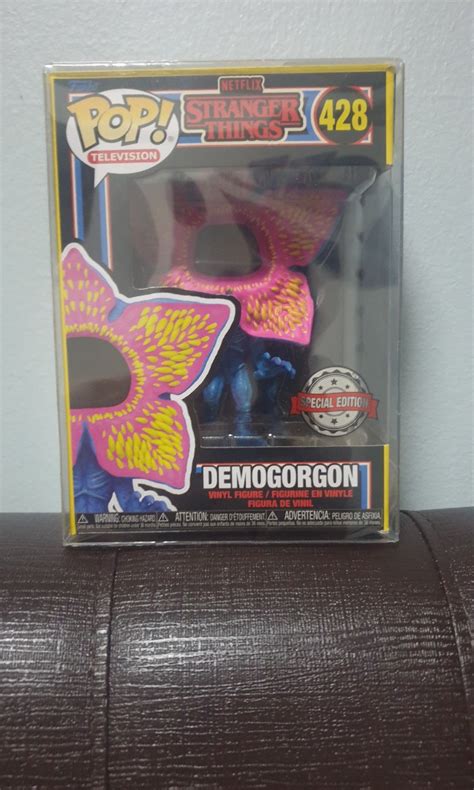 Funko
POP!
TELEVISION
NETFLIX
STRANGER
THINGS
428
SPECIAL EDITION
DEMOGORGON
VINYL FIGURE / FIGURINE EN VINYLE
FIGURA DE VINIL
WARNING: CHOKING HAZARD. ATTENTION: DANGER D'ÉTOUFFEMENT. ADVERTENCIA: PELIGRO DE ASFIXIA.